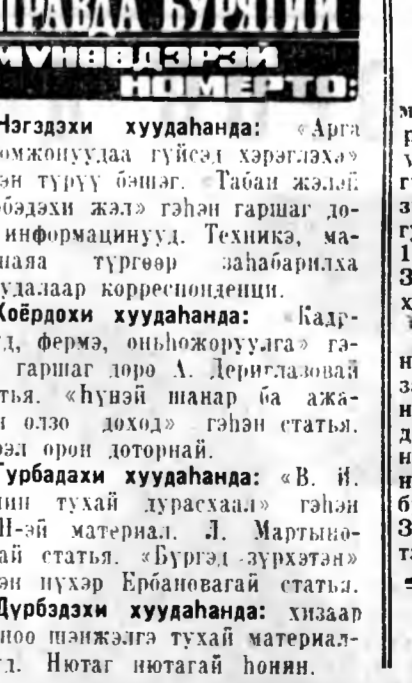 ПРАВДА БУРЯТИИ
МҮНӨӨДЭРЭЙ
НОМЕРТО:
Нэгэдэхи хуудаһанда: «Арга
омжонуудаа гүйсэд хэрэглэхэ»
эн түрүү бэшэг. Табан жэлэй
бэдэхи жэл» гэһэн гаршаг до-
информацинууд. Техникэ, ма-
түргөөр заһабарилха
удалаар корреспонденци.
Хоёрдохи хуудаһанда: «Кадр-
д, фермэ, оньһожоруулга» гэ-
гаршаг доро А. Дериглазовай
тья. «Һүнэй шанар ба ажа-
н олзо доход» гэһэн статья.
эл орон доторнай.
Гурбадахи хуудаһанда: «В. И.
нин тухай дурасхаал» гэһэн
Н-эй материал. Л. Мартыно-
ай статья. «Бүргэд зүрхэтэн»
эн нүхэр Ербановагай статья.
Дүрбэдэхи хуудаһанда: хизаар
ноо шэнжэлгэ тухай материал-
д. Нютаг нютагай һонин.